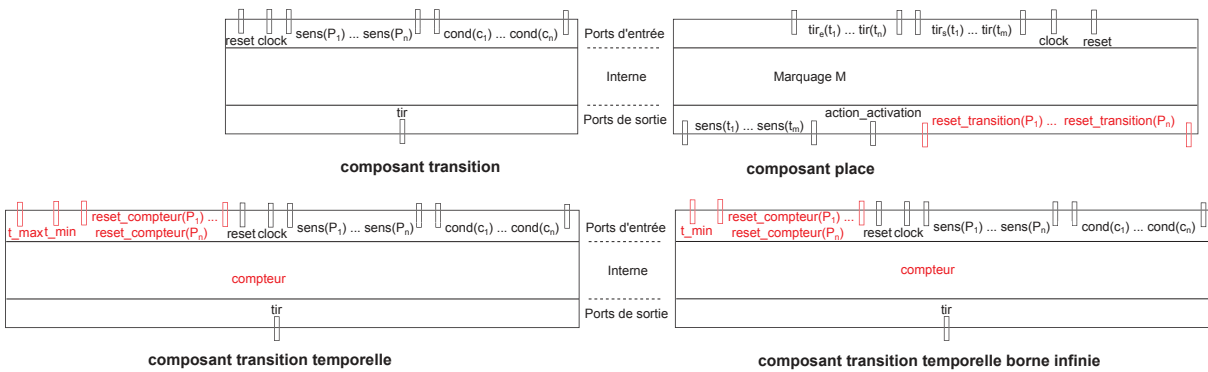 reset clock sens(P1) ... sens(Pn) cond(c1) ... cond(cn)
tir
composant transition
Ports d'entrée
Interne
Ports de sortie
tire(t1) ... tir(tn) tirs(t1) ... tir(tm) clock reset
Marquage M
action_activation
sens(t1) ... sens(tm) reset_transition(P1) ... reset_transition(Pn)
composant place
t_max t_min reset_compteur(P1) ...
reset_compteur(Pn) reset clock sens(P1) ... sens(Pn) cond(c1) ... cond(cn)
compteur
tir
composant transition temporelle
Ports d'entrée
Interne
Ports de sortie
t_min reset_compteur(P1) ...
reset_compteur(Pn) reset clock sens(P1) ... sens(Pn) cond(c1) ... cond(cn)
compteur
tir
composant transition temporelle borne infinie